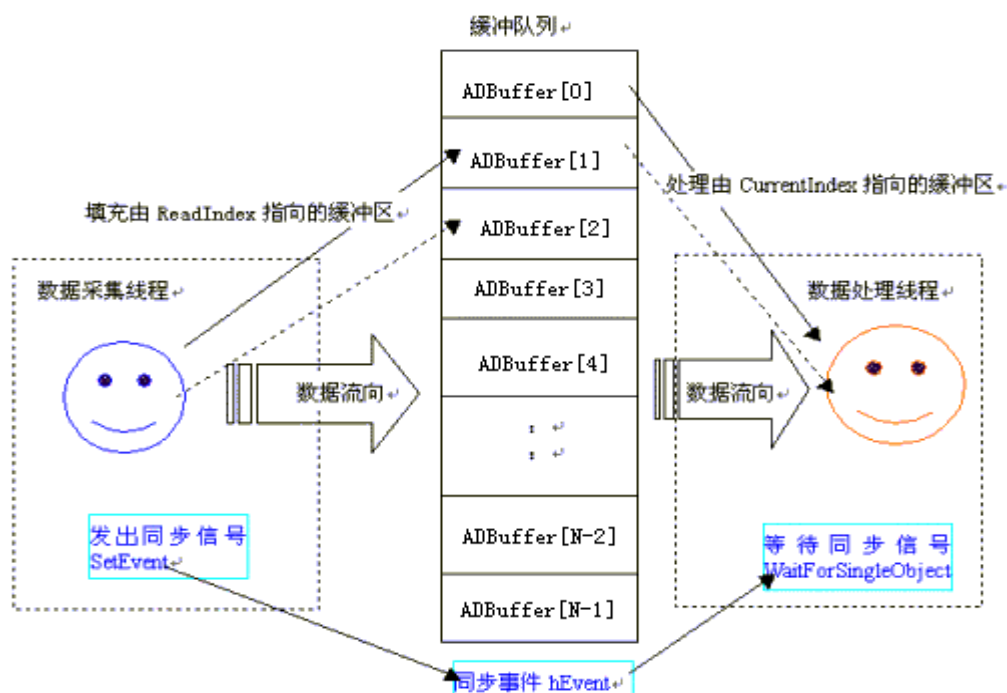 缓冲队列
ADBuffer[0]
ADBuffer[1]
处理由 CurrentIndex 指向的缓冲区
填充由 ReadIndex 指向的缓冲区
ADBuffer[2]
数据采集线程
ADBuffer[3]
数据处理线程
ADBuffer[4]
数据流向
数据流向
:
:
发出同步信号
SetEvent
ADBuffer[N-2]
等待同步信号
WaitForSingleObject
ADBuffer[N-1]
同步事件 hEvent